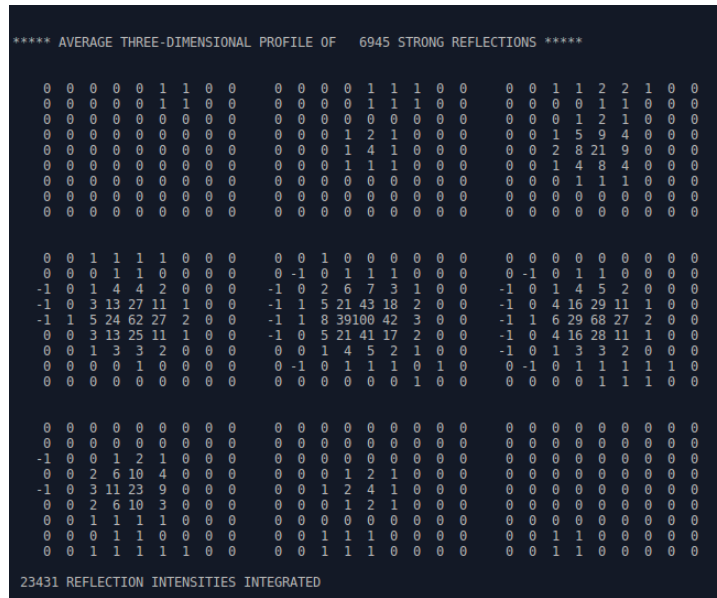 ***** AVERAGE THREE-DIMENSIONAL PROFILE OF   6945 STRONG REFLECTIONS *****
0  0  0  0  0  1  1  0  0     0  0  0  0  1  1  1  0  0     0  0  1  1  2  2  1  0  0
0  0  0  0  0  1  1  0  0     0  0  0  0  1  1  1  0  0     0  0  0  0  1  1  0  0  0
0  0  0  0  0  0  0  0  0     0  0  0  0  0  0  0  0  0     0  0  0  1  2  1  0  0  0
0  0  0  0  0  0  0  0  0     0  0  0  1  2  1  0  0  0     0  0  1  5  9  4  0  0  0
0  0  0  0  0  0  0  0  0     0  0  0  1  4  1  0  0  0     0  0  2  8 21  9  0  0  0
0  0  0  0  0  0  0  0  0     0  0  0  1  1  1  0  0  0     0  0  1  4  8  4  0  0  0
0  0  0  0  0  0  0  0  0     0  0  0  0  0  0  0  0  0     0  0  0  1  1  1  0  0  0
0  0  0  0  0  0  0  0  0     0  0  0  0  0  0  0  0  0     0  0  0  0  0  0  0  0  0
0  0  0  0  0  0  0  0  0     0  0  0  0  0  0  0  0  0     0  0  0  0  0  0  0  0  0
0  0  1  1  1  1  0  0  0     0  0  1  0  0  0  0  0  0     0  0  0  0  0  0  0  0  0
0  0  0  1  1  0  0  0  0     0 -1  0  1  1  1  0  0  0     0 -1  0  1  1  0  0  0  0
-1  0  1  4  4  2  0  0  0    -1  0  2  6  7  3  1  0  0    -1  0  1  4  5  2  0  0  0
-1  0  3 13 27 11  1  0  0    -1  1  5 21 43 18  2  0  0    -1  0  4 16 29 11  1  0  0
-1  1  5 24 62 27  2  0  0    -1  1  8 39100 42  3  0  0    -1  1  6 29 68 27  2  0  0
0  0  3 13 25 11  1  0  0    -1  0  5 21 41 17  2  0  0    -1  0  4 16 28 11  1  0  0
0  0  1  3  3  2  0  0  0     0  0  1  4  5  2  1  0  0    -1  0  1  3  3  2  0  0  0
0  0  0  0  1  0  0  0  0     0 -1  0  1  1  1  0  1  0     0 -1  0  1  1  1  1  1  0
0  0  0  0  0  0  0  0  0     0  0  0  0  0  0  1  0  0     0  0  0  0  1  1  1  0  0
0  0  0  0  0  0  0  0  0     0  0  0  0  0  0  0  0  0     0  0  0  0  0  0  0  0  0
0  0  0  0  0  0  0  0  0     0  0  0  0  0  0  0  0  0     0  0  0  0  0  0  0  0  0
-1  0  0  1  2  1  0  0  0     0  0  0  0  0  0  0  0  0     0  0  0  0  0  0  0  0  0
0  0  2  6 10  4  0  0  0     0  0  0  1  2  1  0  0  0     0  0  0  0  0  0  0  0  0
-1  0  3 11 23  9  0  0  0     0  0  1  2  4  1  0  0  0     0  0  0  0  0  0  0  0  0
0  0  2  6 10  3  0  0  0     0  0  0  1  2  1  0  0  0     0  0  0  0  0  0  0  0  0
0  0  1  1  1  1  0  0  0     0  0  0  0  0  0  0  0  0     0  0  0  0  0  0  0  0  0
0  0  0  1  1  0  0  0  0     0  0  1  1  1  0  0  0  0     0  0  1  1  0  0  0  0  0
0  0  1  1  1  1  1  0  0     0  0  1  1  1  0  0  0  0     0  0  1  1  0  0  0  0  0
23431 REFLECTION INTENSITIES INTEGRATED